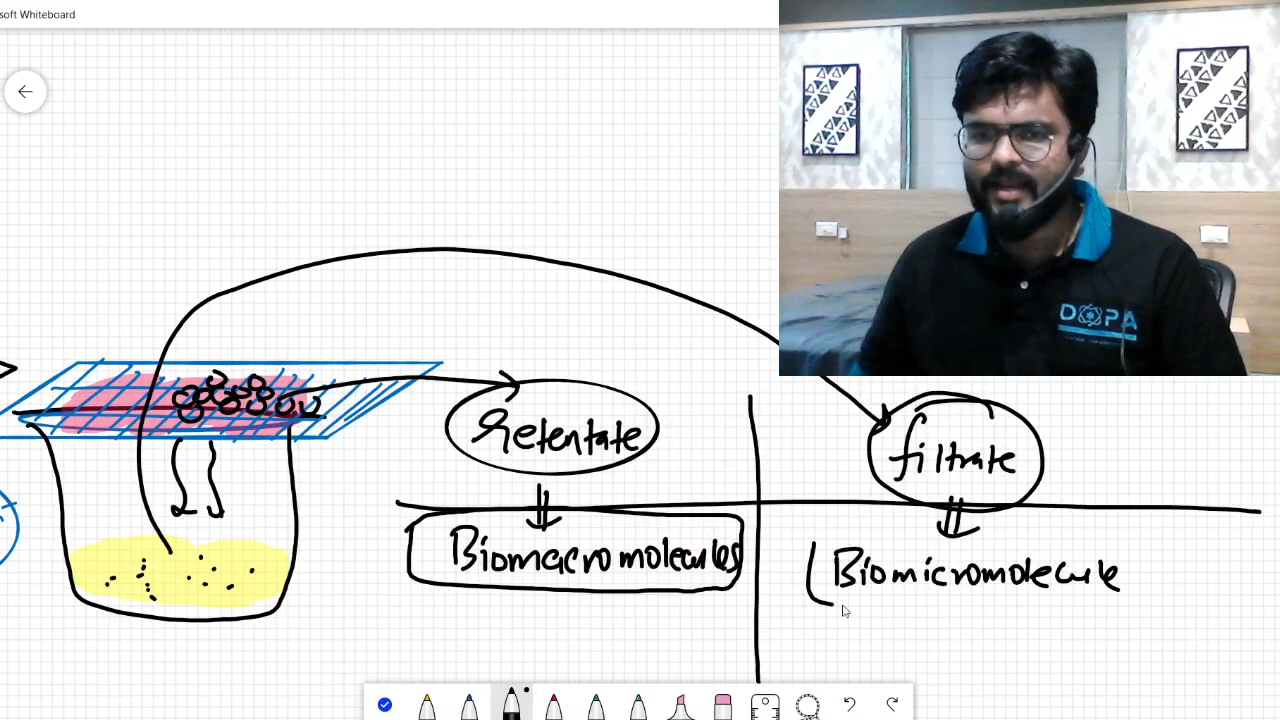 soft Whiteboard
DOPA
Retentate
filtrate
Biomacromolecules
Biomicromolecule